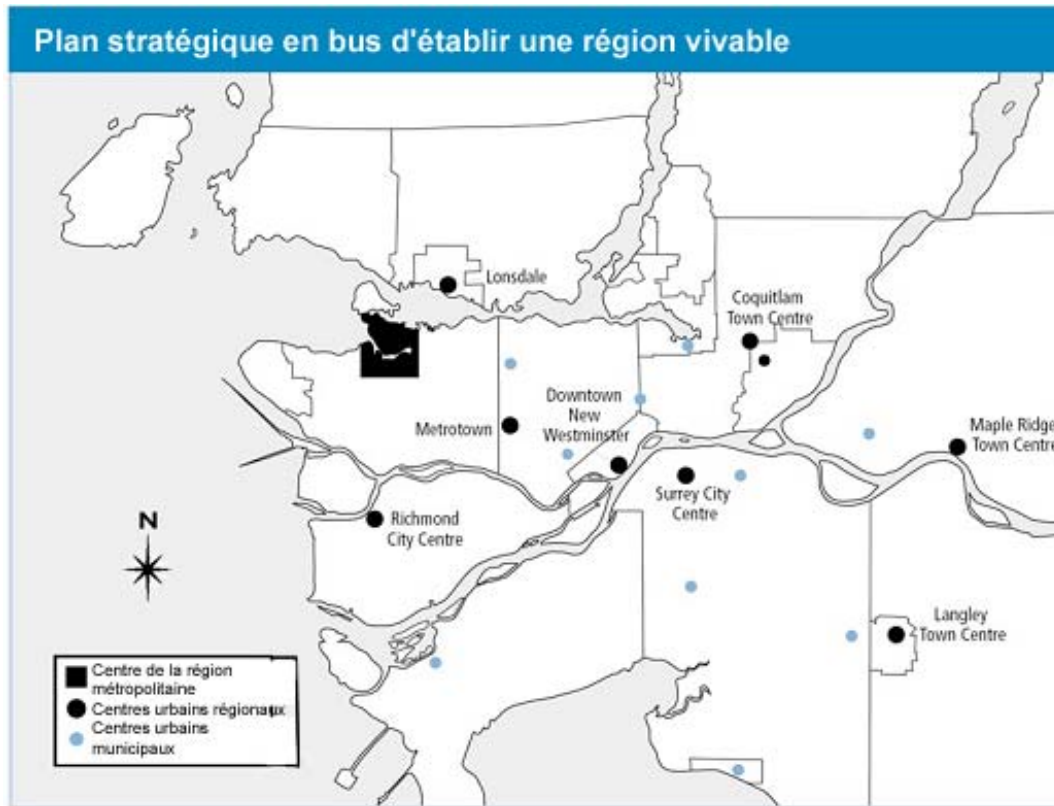 Plan stratégique en bus d'établir une région vivable
Lonsdale
Coquitlam
Town Centre
Downtown
New
Westminster
Metrotown
Maple Ridge
Town Centre
Surrey City
Centre
Richmond
City Centre
N
Langley
Town Centre
Centre de la région
métropolitaine
Centres urbains régionaux
Centres urbains
municipaux